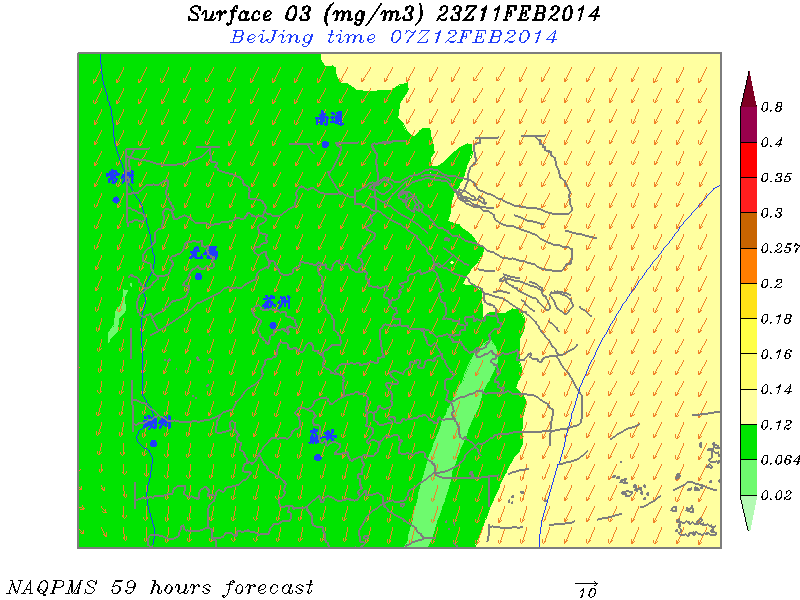 Surface O3 (mg/m3) 23Z11FEB2014
BeiJing time 07Z12FEB2014
南通
常州
无锡
苏州
湖州
嘉兴
0.8
0.4
0.35
0.3
0.257
0.2
0.18
0.16
0.14
0.12
0.064
0.02
NAQPMS 59 hours forecast
10